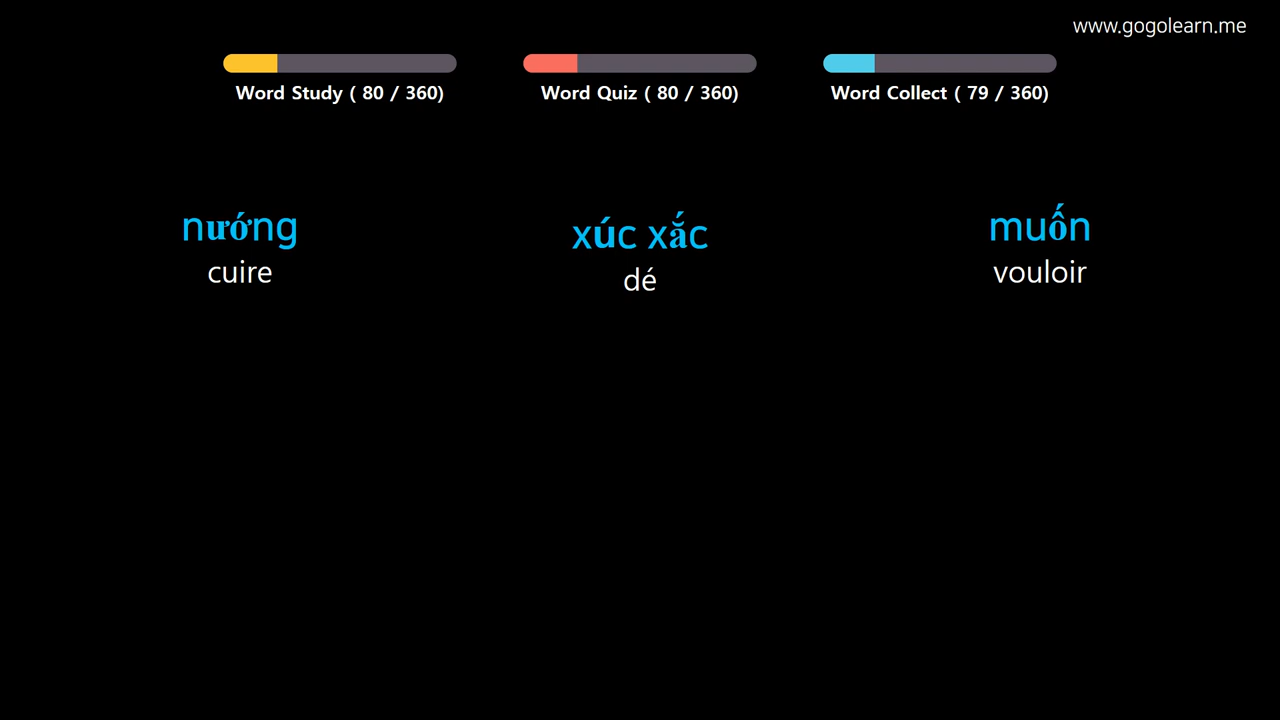 www.gogolearn.me
Word Study ( 80 / 360)
Word Quiz ( 80 / 360)
Word Collect ( 79 / 360)
nướng
cuire
xúc xắc
dé
muốn
vouloir